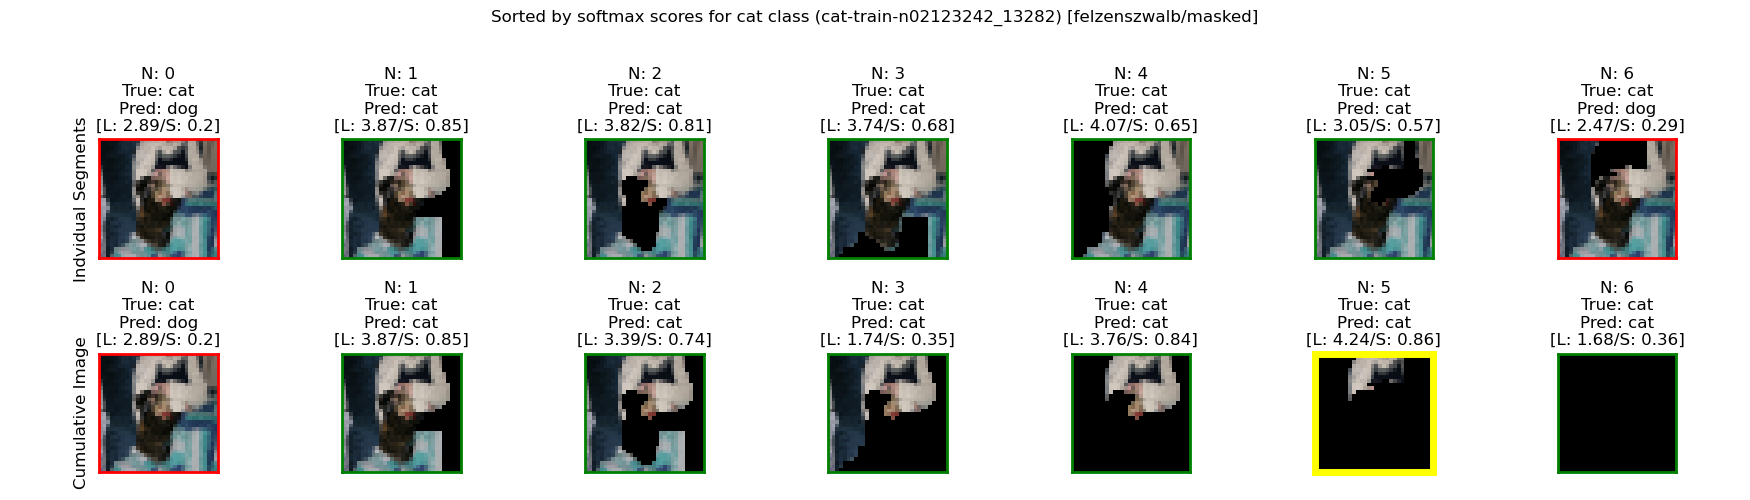 Sorted by softmax scores for cat class (cat-train-n02123242_13282) [felzenszwalb/masked]
Indvidual Segments
N: 0
True: cat
Pred: dog
[L: 2.89/S: 0.2]
N: 1
True: cat
Pred: cat
[L: 3.87/S: 0.85]
N: 2
True: cat
Pred: cat
[L: 3.82/S: 0.81]
N: 3
True: cat
Pred: cat
[L: 3.74/S: 0.68]
N: 4
True: cat
Pred: cat
[L: 4.07/S: 0.65]
N: 5
True: cat
Pred: cat
[L: 3.05/S: 0.57]
N: 6
True: cat
Pred: dog
[L: 2.47/S: 0.29]
Cumulative Image
N: 0
True: cat
Pred: dog
[L: 2.89/S: 0.2]
N: 1
True: cat
Pred: cat
[L: 3.87/S: 0.85]
N: 2
True: cat
Pred: cat
[L: 3.39/S: 0.74]
N: 3
True: cat
Pred: cat
[L: 1.74/S: 0.35]
N: 4
True: cat
Pred: cat
[L: 3.76/S: 0.84]
N: 5
True: cat
Pred: cat
[L: 4.24/S: 0.86]
N: 6
True: cat
Pred: cat
[L: 1.68/S: 0.36]